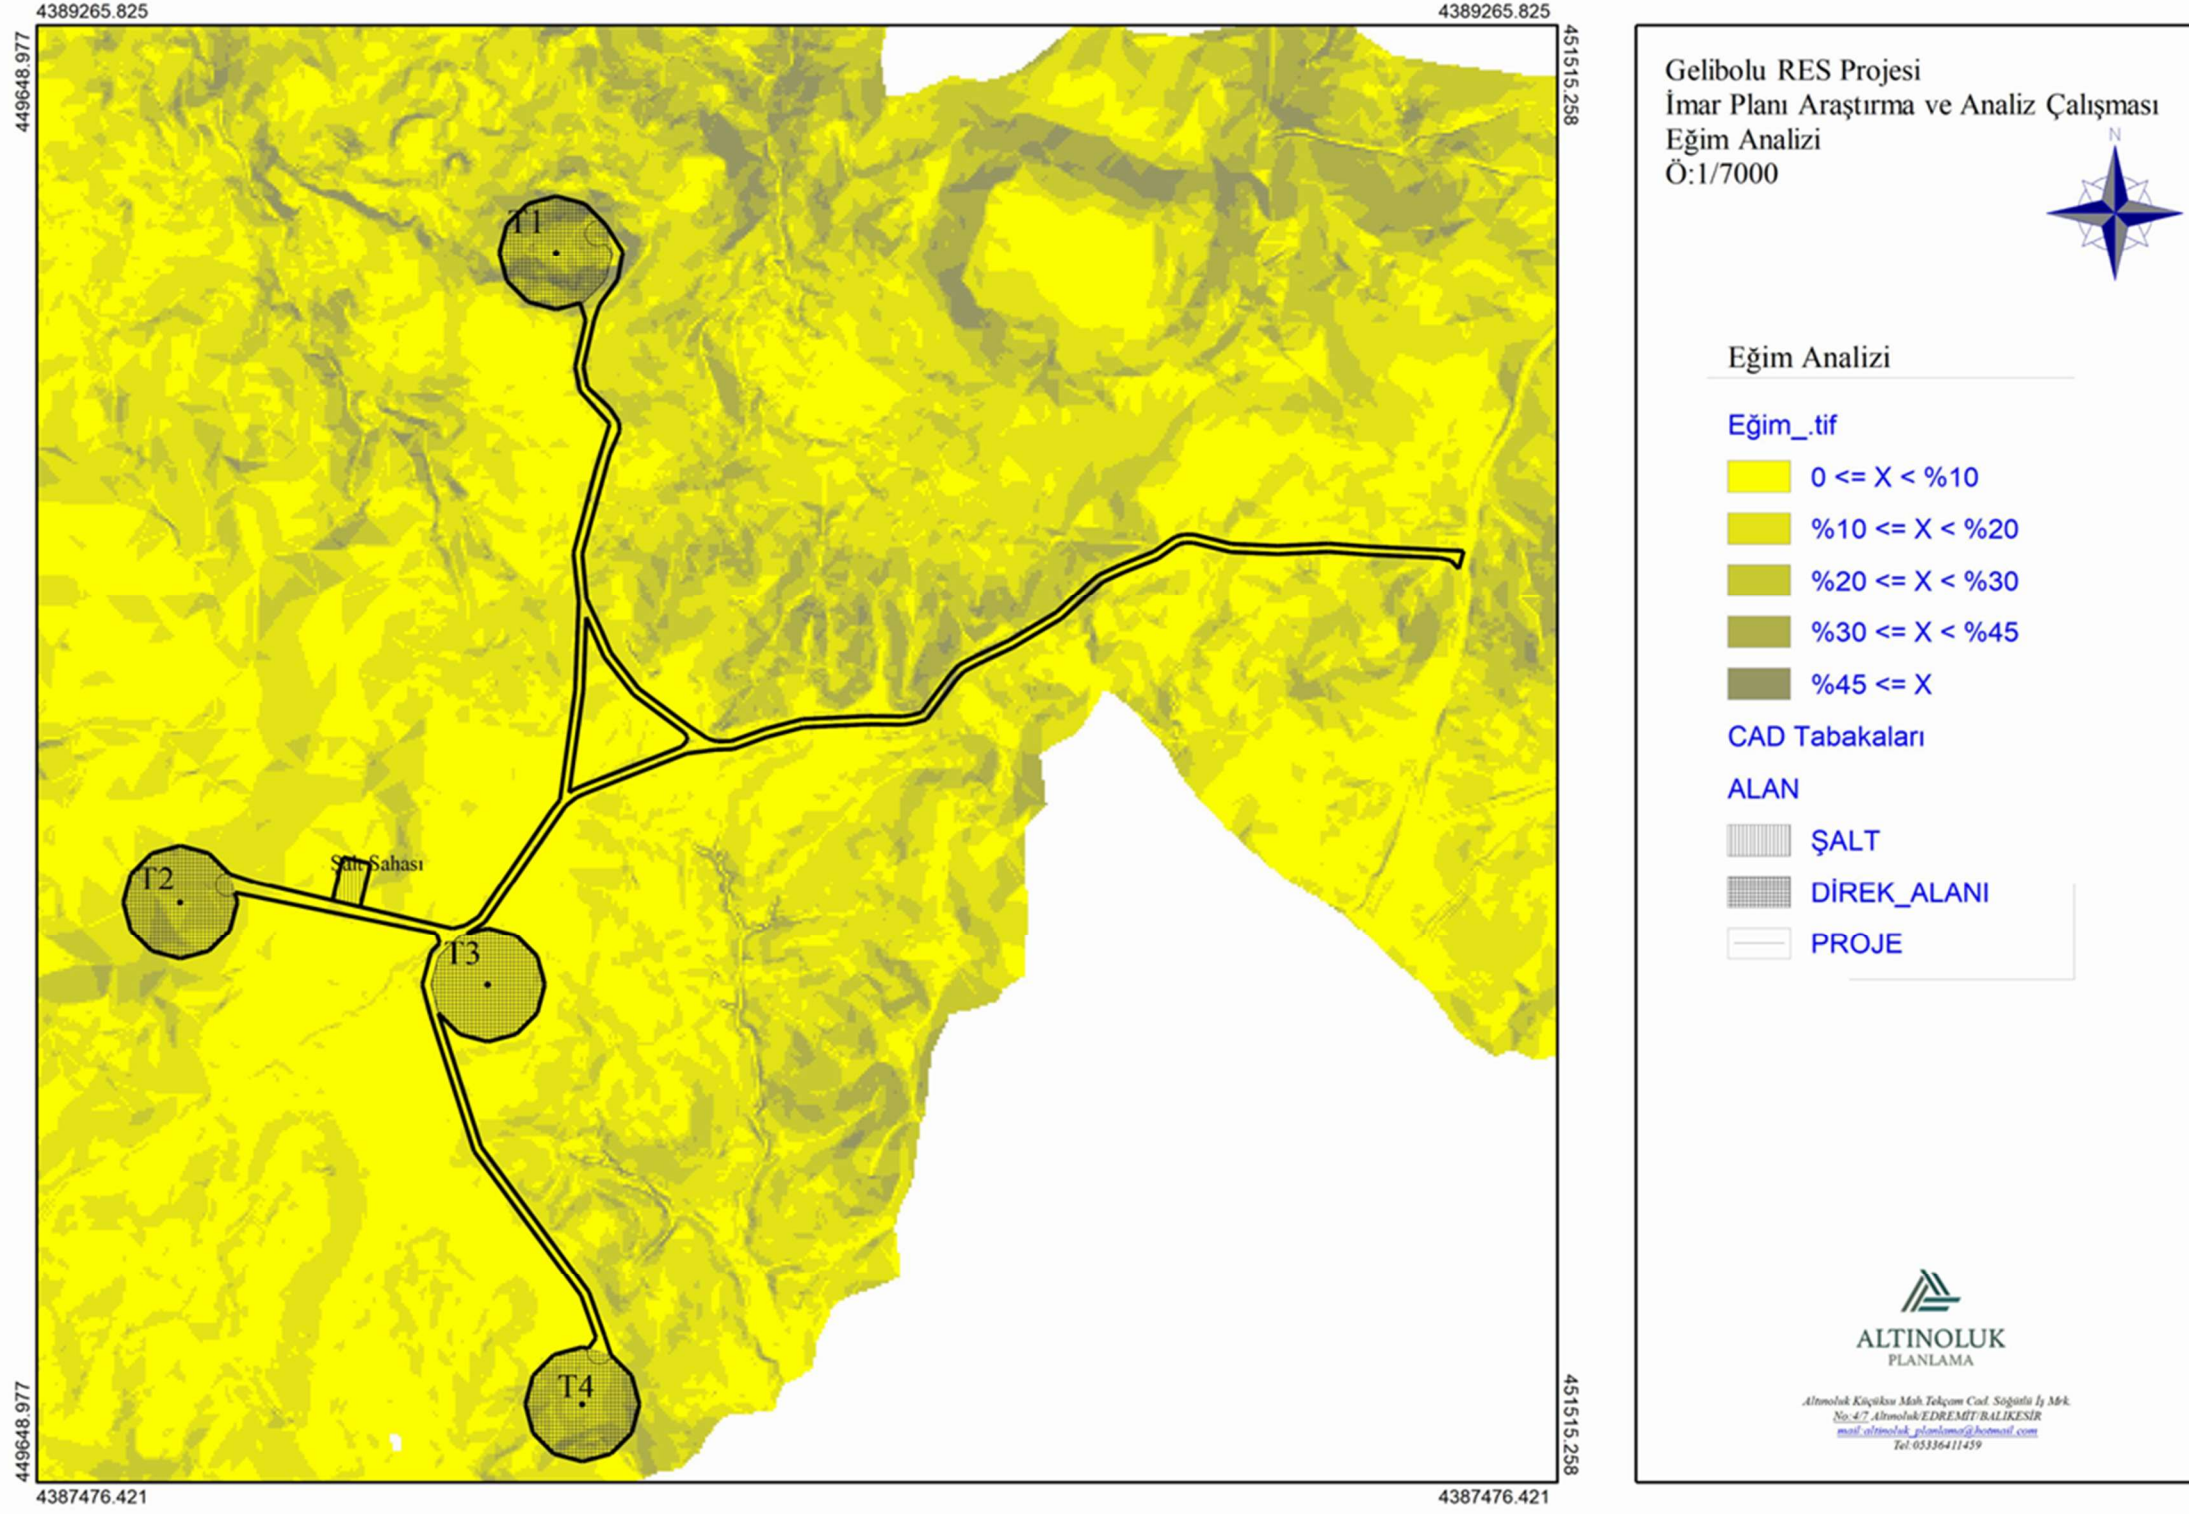 4389265.825
4389265.825
449648.977
451515.258
T1
T2
Şalt Sahası
T3
T4
449648.977
451515.258
4387476.421
4387476.421
Gelibolu RES Projesi
İmar Planı Araştırma ve Analiz Çalışması
Eğim Analizi
Ö:1/7000
N
Eğim Analizi
Eğim_.tif
0 <= X < %10
%10 <= X < %20
%20 <= X < %30
%30 <= X < %45
%45 <= X
CAD Tabakaları
ALAN
ŞALT
DİREK_ALANI
PROJE
ALTINOLUK
PLANLAMA
Altınoluk Küçüksu Mah.Tekçam Cad. Söğütlü İş Mrk.
No:4/7 Altınoluk/EDREMİT/BALIKESİR
mail:altinoluk_planlama@hotmail.com
Tel:05336411459